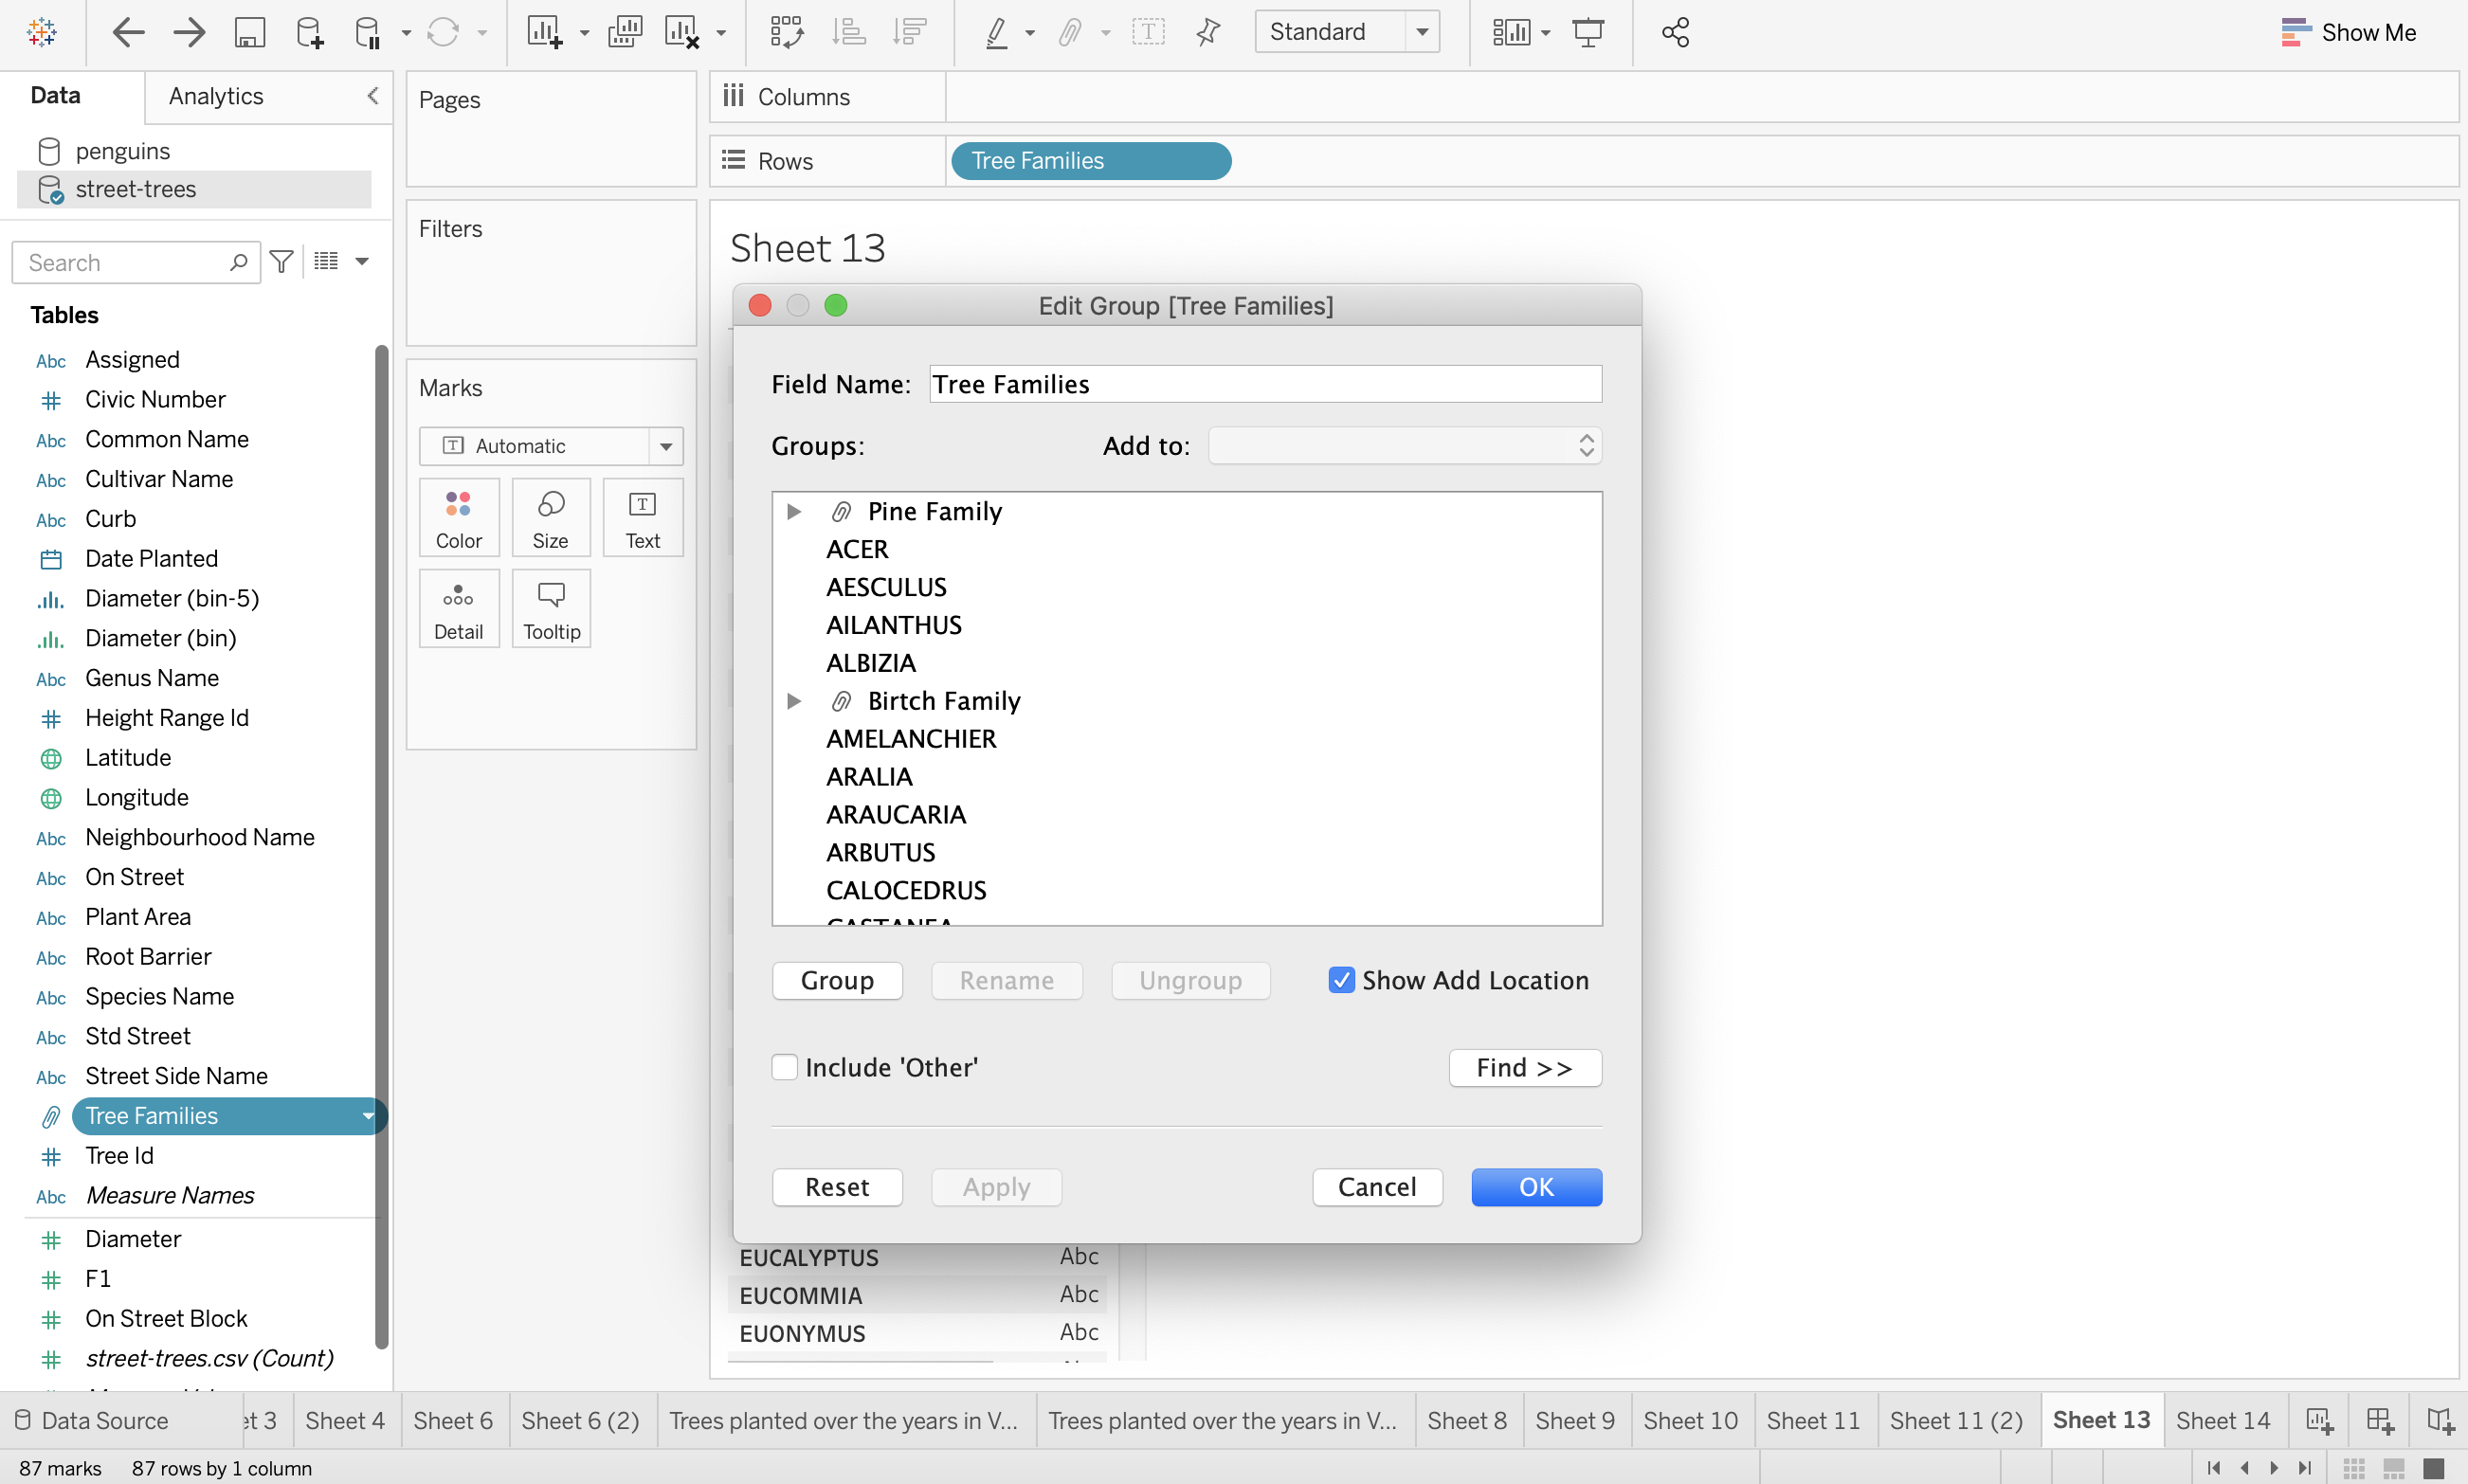 Standard
Show Me
Data
Analytics
penguins
street-trees
Search
Tables
Abc Assigned
Civic Number
Abc Common Name
Abc Cultivar Name
Abc Curb
Date Planted
Diameter (bin-5)
Diameter (bin)
Abc Genus Name
Height Range Id
Latitude
Longitude
Abc Neighbourhood Name
Abc On Street
Abc Plant Area
Abc Root Barrier
Abc Species Name
Abc Std Street
Abc Street Side Name
Tree Families
Tree Id
Abc Measure Names
Diameter
F1
On Street Block
street-trees.csv (Count)
Pages
Filters
Marks
Automatic
Color Size Text
Detail Tooltip
Columns
Rows Tree Families
Sheet 13
Edit Group [Tree Families]
Field Name: Tree Families
Groups: Add to:
Pine Family
ACER
AESCULUS
AILANTHUS
ALBIZIA
Birtch Family
AMELANCHIER
ARALIA
ARAUCARIA
ARBUTUS
CALOCEDRUS
CASTANEA
Group Rename Ungroup Show Add Location
Include 'Other' Find >>
Reset Apply Cancel OK
EUCALYPTUS Abc
EUCOMMIA Abc
EUONYMUS Abc
Data Source et 3 Sheet 4 Sheet 6 Sheet 6 (2) Trees planted over the years in V... Trees planted over the years in V... Sheet 8 Sheet 9 Sheet 10 Sheet 11 Sheet 11 (2) Sheet 13 Sheet 14
87 marks 87 rows by 1 column